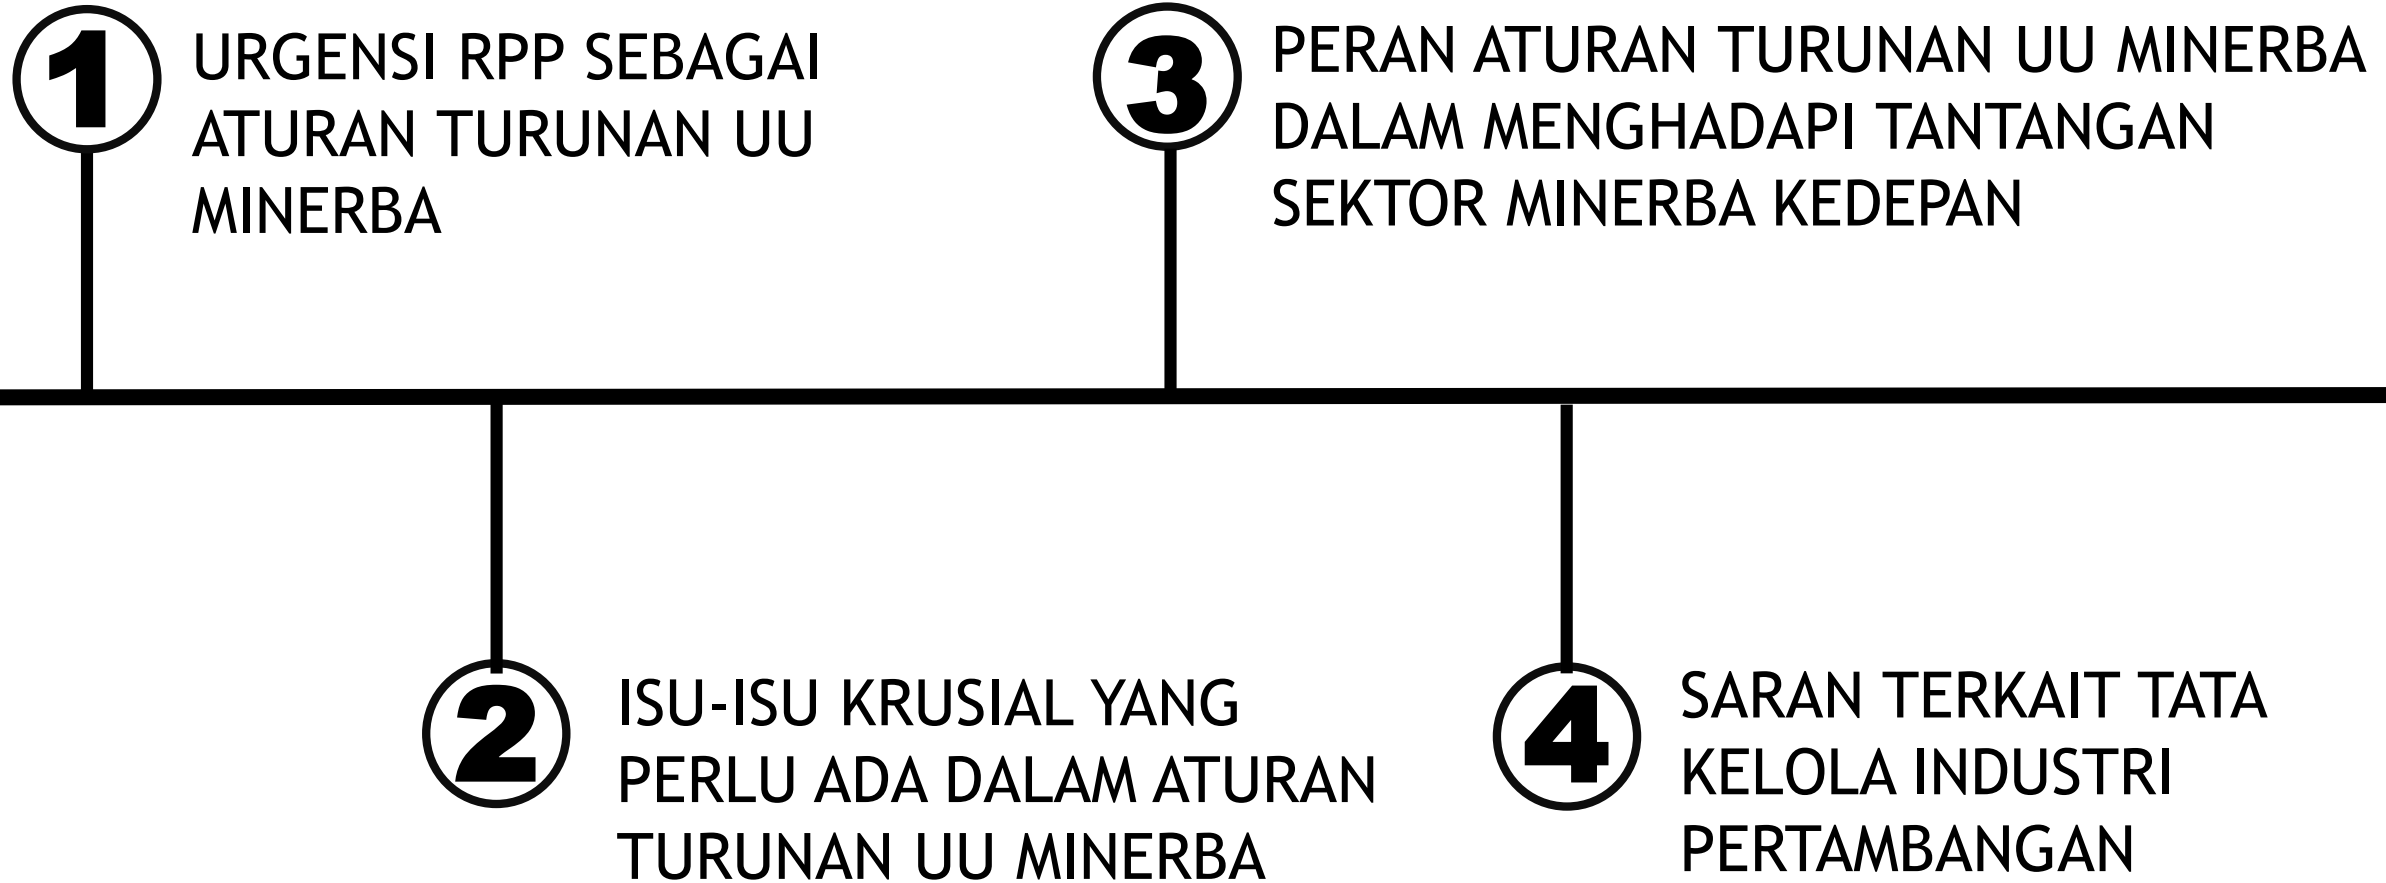 1
URGENSI RPP SEBAGAI
ATURAN TURUNAN UU
MINERBA
2
ISU-ISU KRUSIAL YANG
PERLU ADA DALAM ATURAN
TURUNAN UU MINERBA
3
PERAN ATURAN TURUNAN UU MINERBA
DALAM MENGHADAPI TANTANGAN
SEKTOR MINERBA KEDEPAN
4
SARAN TERKAIT TATA
KELOLA INDUSTRI
PERTAMBANGAN